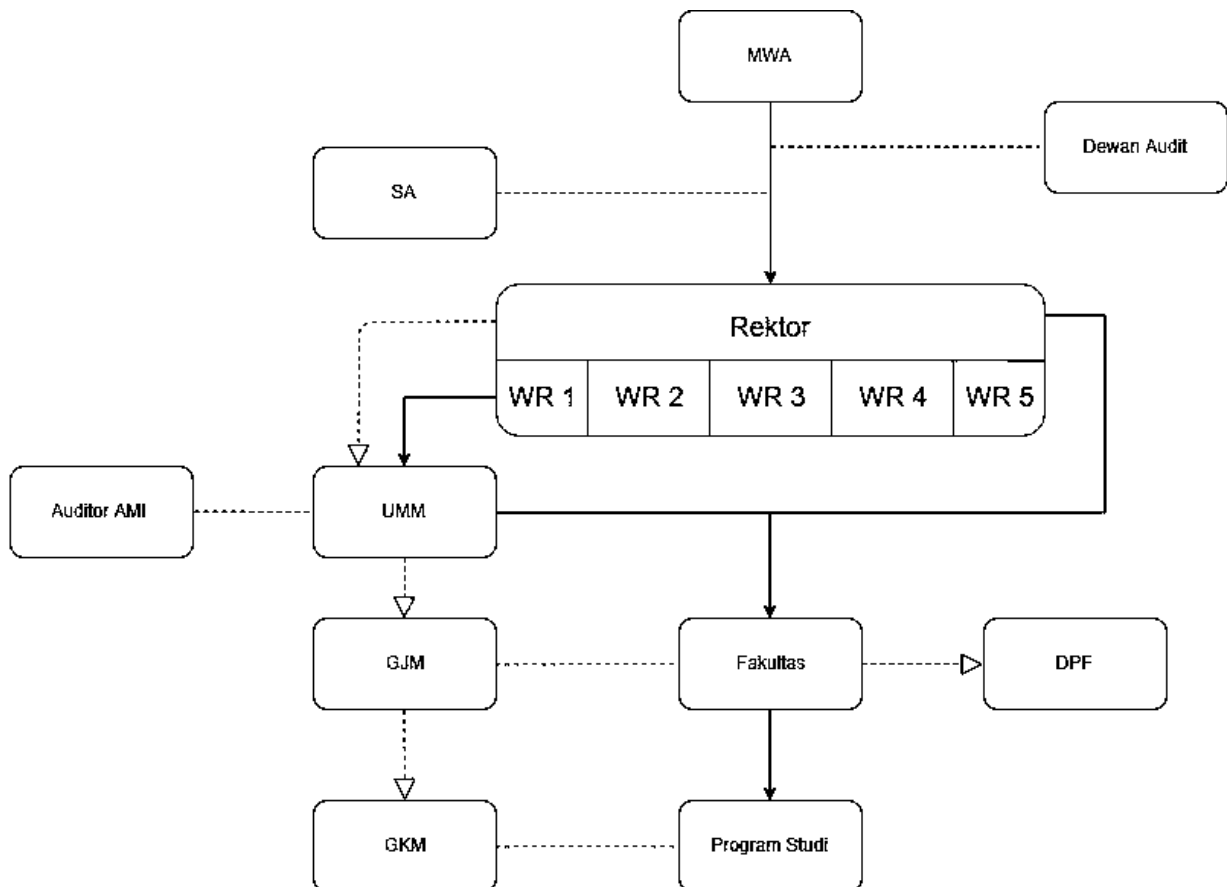 MWA
Dewan Audit
SA
Rektor
WR 1 WR 2 WR 3 WR 4 WR 5
Auditor AMI UMM
GJM Fakultas DPF
GKM Program Studi